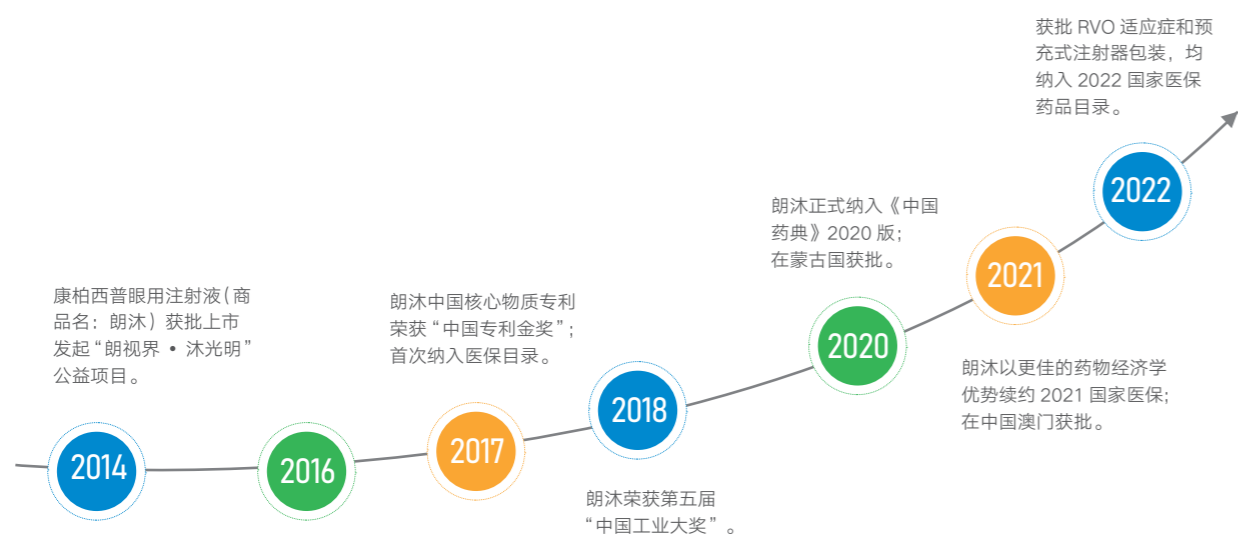 获批 RVO 适应症和预
充式注射器包装，均
纳入 2022 国家医保
药品目录。
2022
朗沐正式纳入《中国
药典》2020 版；
在蒙古国获批。
2021
康柏西普眼用注射液（商
品名：朗沐）获批上市
发起“朗视界 • 沐光明”
公益项目。
朗沐中国核心物质专利
荣获“中国专利金奖”；
首次纳入医保目录。
2020
朗沐以更佳的药物经济学
优势续约 2021 国家医保；
在中国澳门获批。
2018
2017
2016
2014
朗沐荣获第五届
“中国工业大奖”。